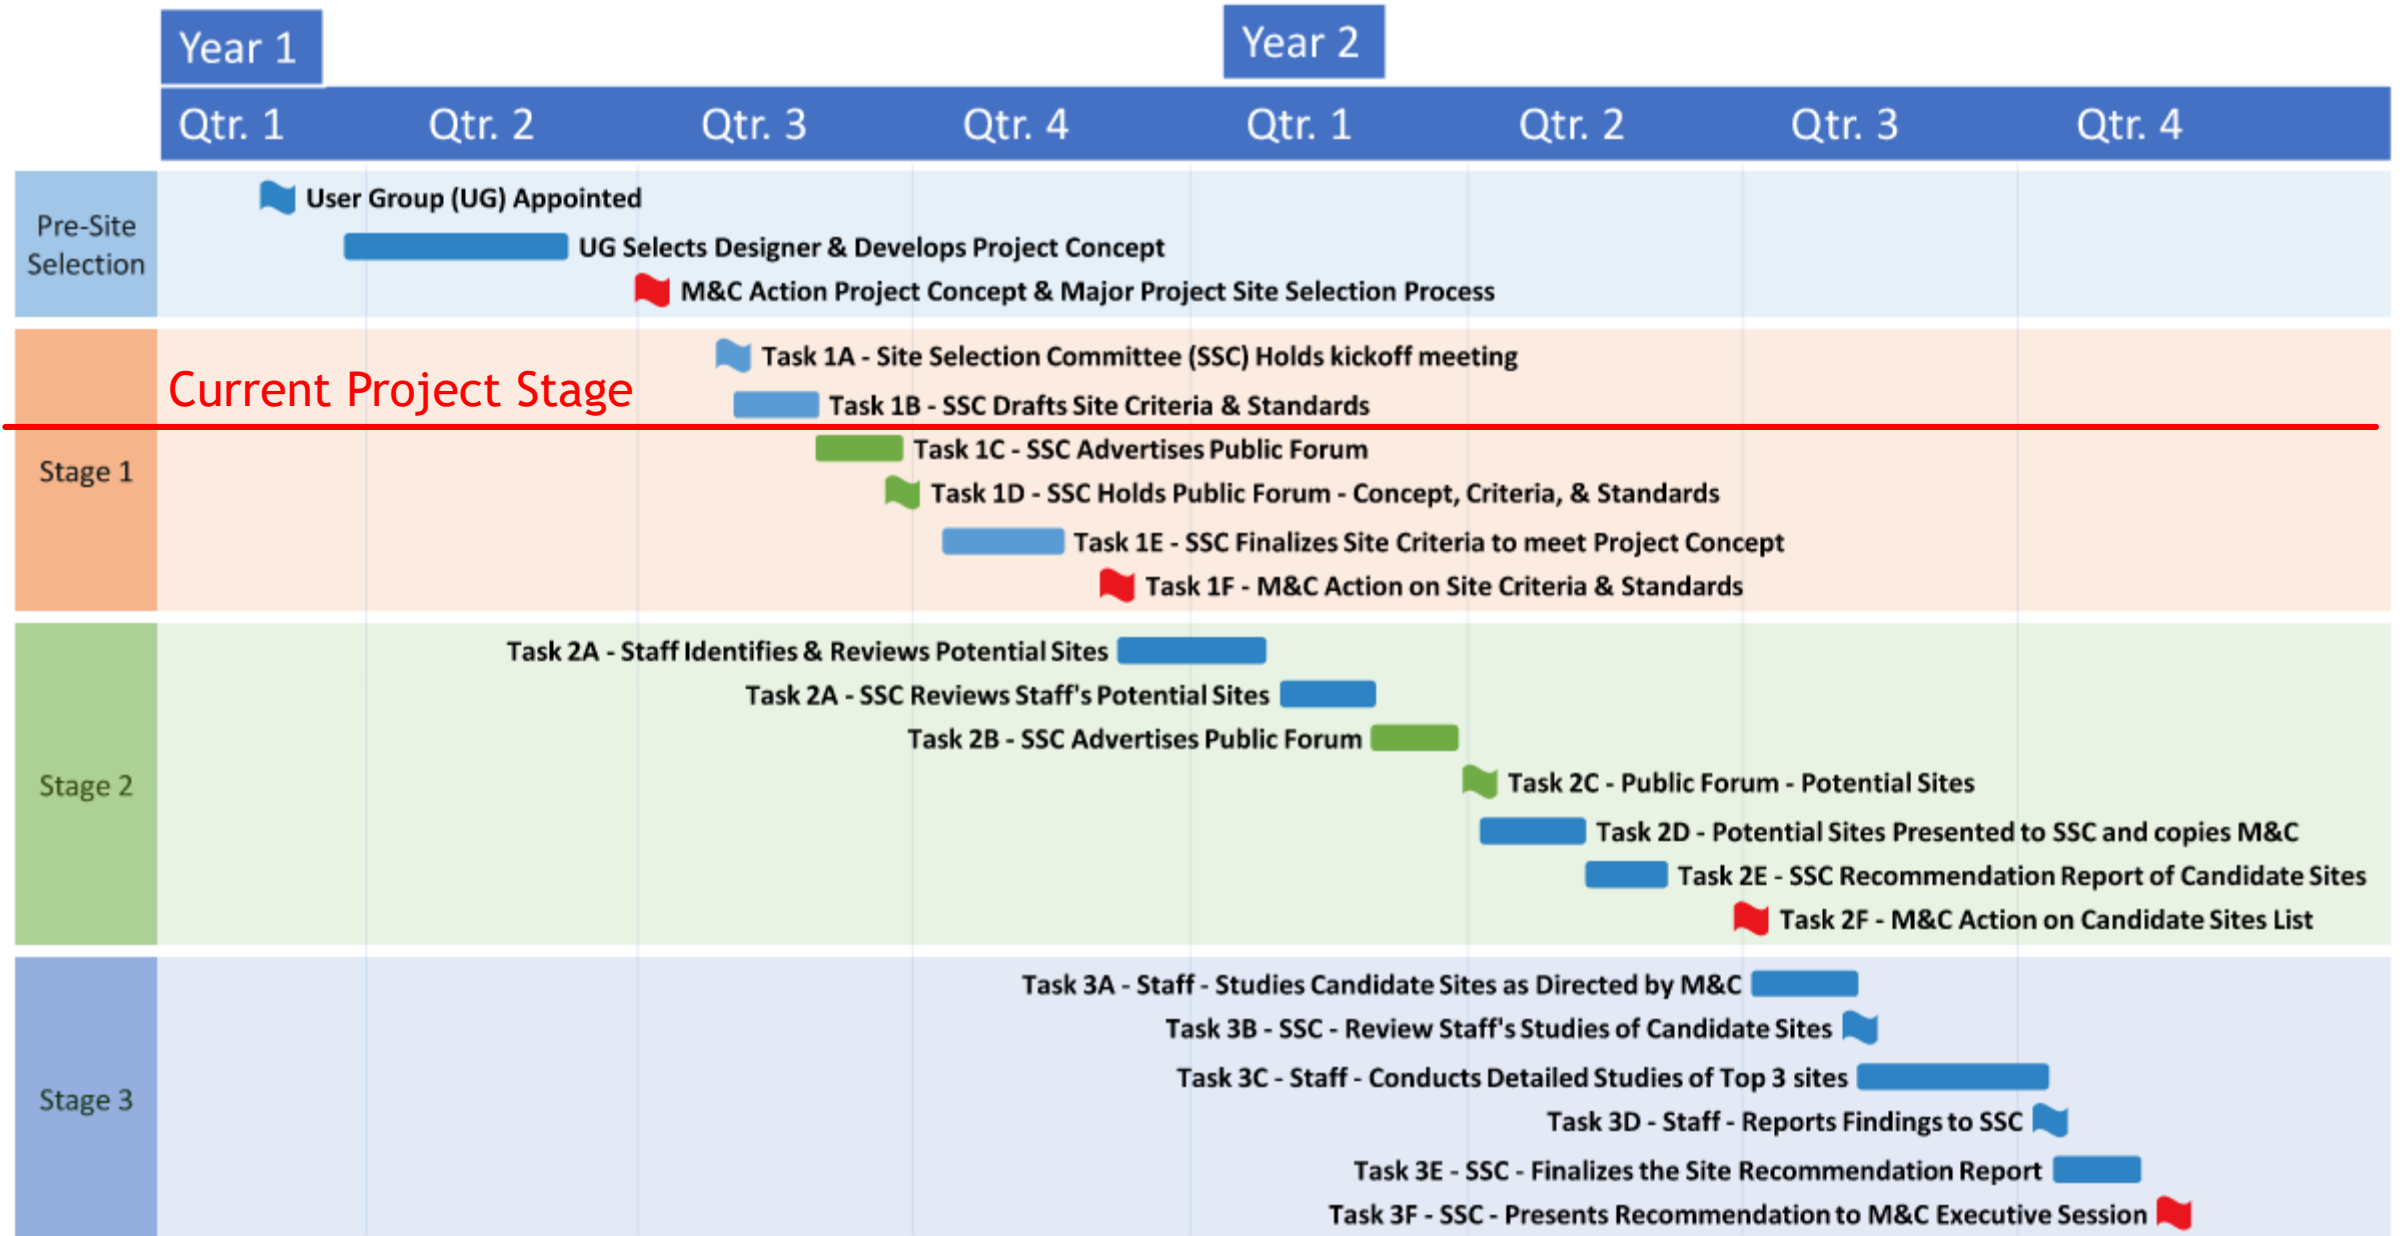 Year 1
Year 2
Qtr. 1
Qtr. 2
Qtr. 3
Qtr. 4
Qtr. 1
Qtr. 2
Qtr. 3
Qtr. 4
Pre-Site
Selection
User Group (UG) Appointed
UG Selects Designer & Develops Project Concept
M&C Action Project Concept & Major Project Site Selection Process
Stage 1
Task 1A - Site Selection Committee (SSC) Holds kickoff meeting
Current Project Stage
Task 1B - SSC Drafts Site Criteria & Standards
Task 1C - SSC Advertises Public Forum
Task 1D - SSC Holds Public Forum - Concept, Criteria, & Standards
Task 1E - SSC Finalizes Site Criteria to meet Project Concept
Task 1F - M&C Action on Site Criteria & Standards
Stage 2
Task 2A - Staff Identifies & Reviews Potential Sites
Task 2A - SSC Reviews Staff's Potential Sites
Task 2B - SSC Advertises Public Forum
Task 2C - Public Forum - Potential Sites
Task 2D - Potential Sites Presented to SSC and copies M&C
Task 2E - SSC Recommendation Report of Candidate Sites
Task 2F - M&C Action on Candidate Sites List
Stage 3
Task 3A - Staff - Studies Candidate Sites as Directed by M&C
Task 3B - SSC - Review Staff's Studies of Candidate Sites
Task 3C - Staff - Conducts Detailed Studies of Top 3 sites
Task 3D - Staff - Reports Findings to SSC
Task 3E - SSC - Finalizes the Site Recommendation Report
Task 3F - SSC - Presents Recommendation to M&C Executive Session